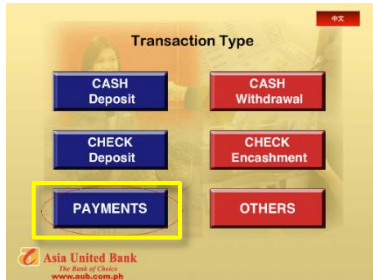 中文
Transaction Type
CASH
Deposit
CASH
Withdrawal
CHECK
Deposit
CHECK
Encashment
PAYMENTS
OTHERS
Asia United Bank
The Bank of Choice
www.aub.com.ph